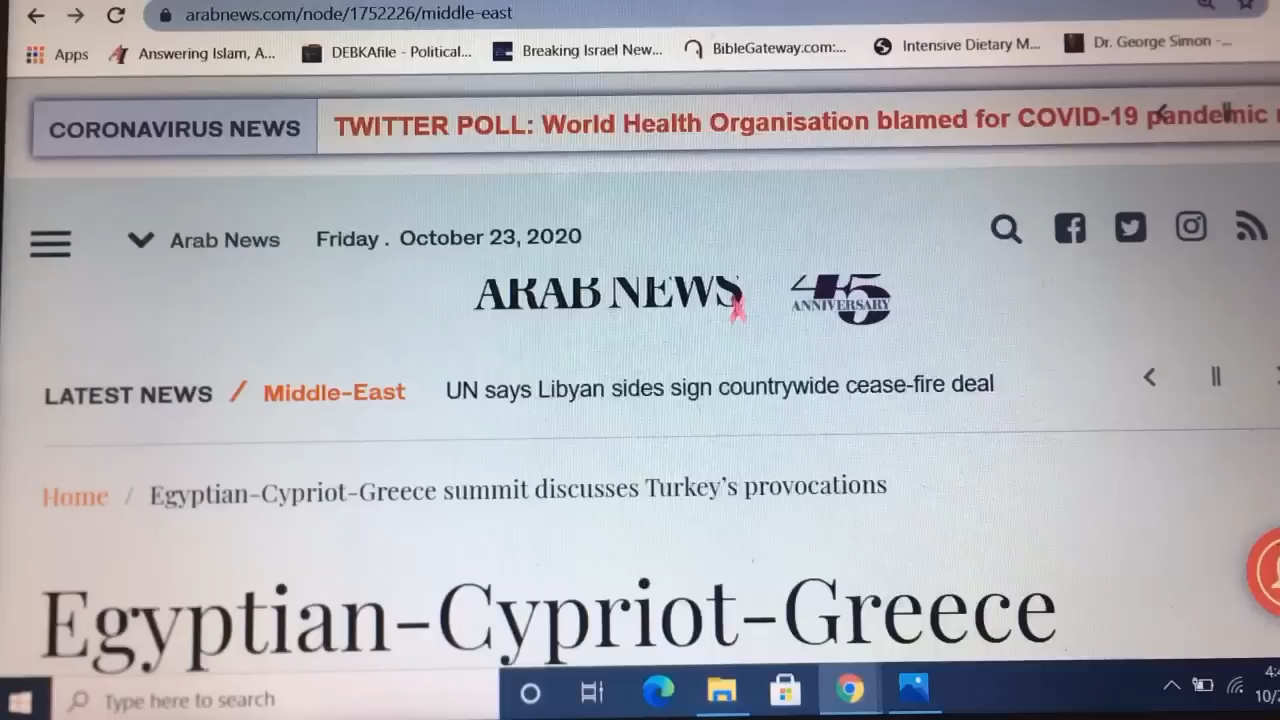 arabnews.com/node/1752226/middle-east
Apps Answering Islam, A... DEBKAfile - Political... Breaking Israel New... BibleGateway.com:... Intensive Dietary M... Dr. George Simon -...
CORONAVIRUS NEWS TWITTER POLL: World Health Organisation blamed for COVID-19 pandemic
Arab News Friday . October 23, 2020
ARAB NEWS 45 ANNIVERSARY
LATEST NEWS / Middle-East UN says Libyan sides sign countrywide cease-fire deal
Home / Egyptian-Cypriot-Greece summit discusses Turkey's provocations
Egyptian-Cypriot-Greece
Type here to search